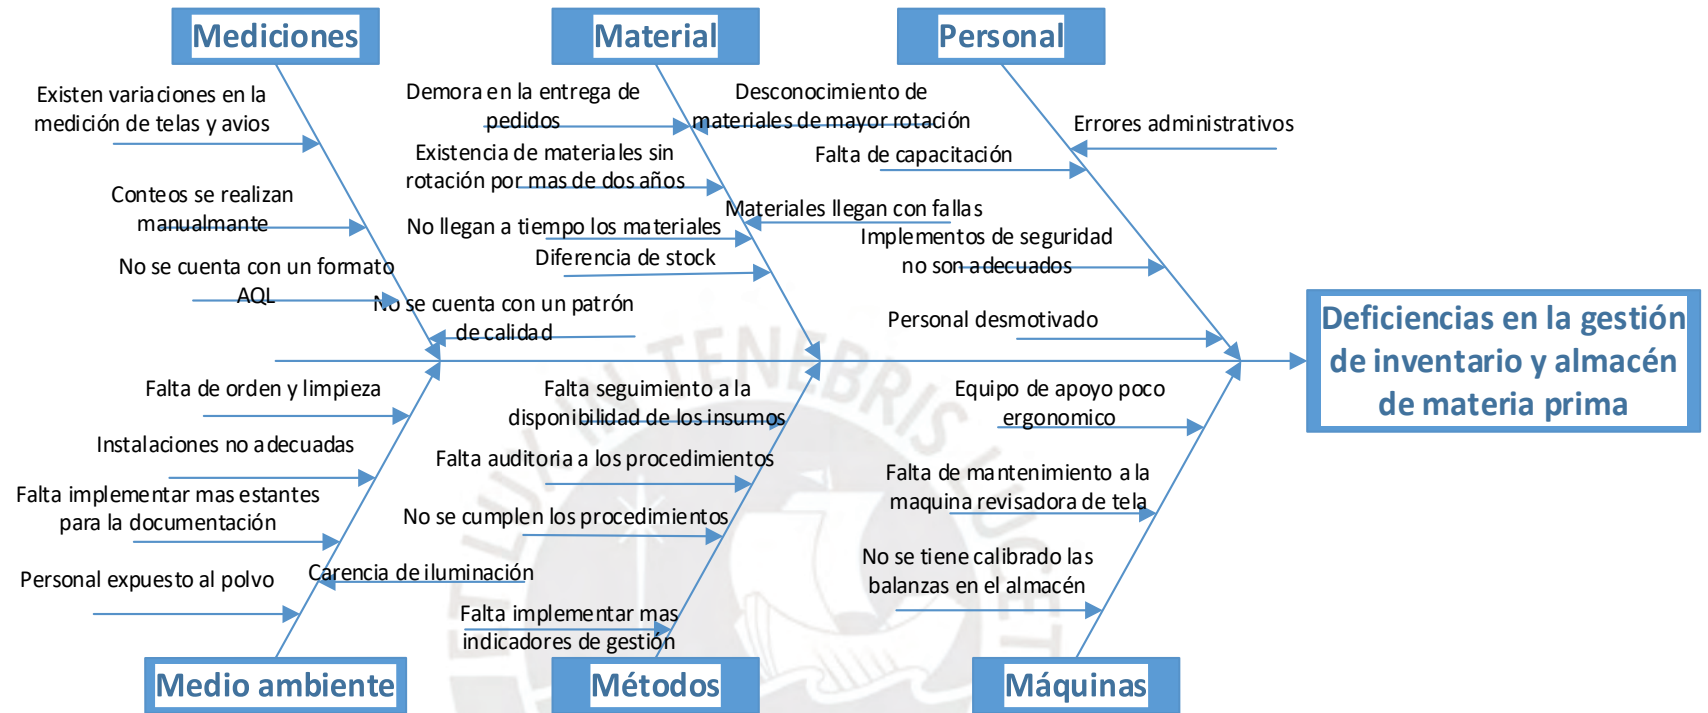 Mediciones
Material
Personal
Existen variaciones en la
medición de telas y avios
Conteos se realizan
manualmante
No se cuenta con un formato
AQL
No se cuenta con un patrón
de calidad
Demora en la entrega de
pedidos
Desconocimiento de
materiales de mayor rotación
Existencia de materiales sin
rotación por mas de dos años
Materiales llegan con fallas
No llegan a tiempo los materiales
Diferencia de stock
Errores administrativos
Falta de capacitación
Implementos de seguridad
no son adecuados
Personal desmotivado
Deficiencias en la gestión
de inventario y almacén
de materia prima
Falta de orden y limpieza
Instalaciones no adecuadas
Falta implementar mas estantes
para la documentación
Carencia de iluminación
Personal expuesto al polvo
Falta seguimiento a la
disponibilidad de los insumos
Falta auditoria a los procedimientos
No se cumplen los procedimientos
Falta implementar mas
indicadores de gestión
Equipo de apoyo poco
ergonomico
Falta de mantenimiento a la
maquina revisadora de tela
No se tiene calibrado las
balanzas en el almacén
Medio ambiente
Métodos
Máquinas
ET LUX IN TENEBRIS LUCET